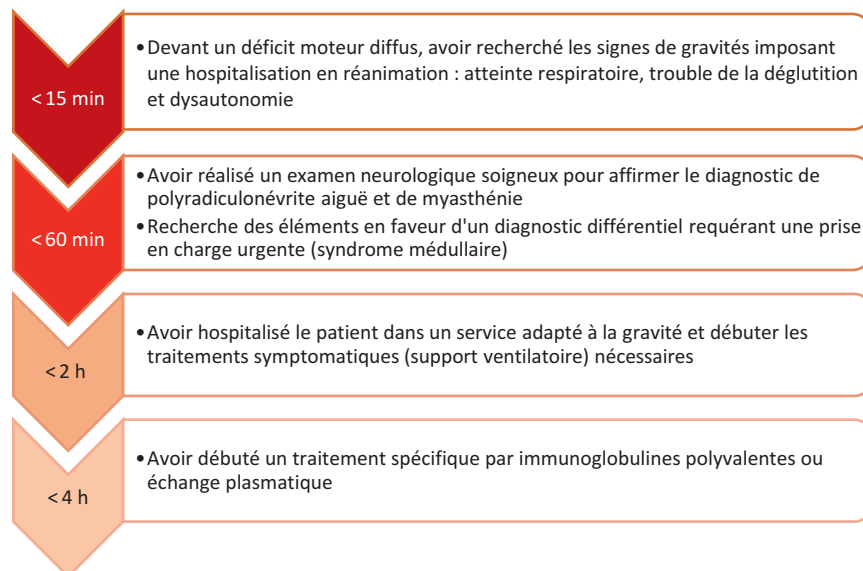 < 15 min
•Devant un déficit moteur diffus, avoir recherché les signes de gravités imposant
une hospitalisation en réanimation : atteinte respiratoire, trouble de la déglutition
et dysautonomie
< 60 min
•Avoir réalisé un examen neurologique soigneux pour affirmer le diagnostic de
polyradiculonévrite aiguë et de myasthénie
•Recherche des éléments en faveur d'un diagnostic différentiel requérant une prise
en charge urgente (syndrome médullaire)
< 2 h
•Avoir hospitalisé le patient dans un service adapté à la gravité et débuter les
traitements symptomatiques (support ventilatoire) nécessaires
< 4 h
•Avoir débuté un traitement spécifique par immunoglobulines polyvalentes ou
échange plasmatique